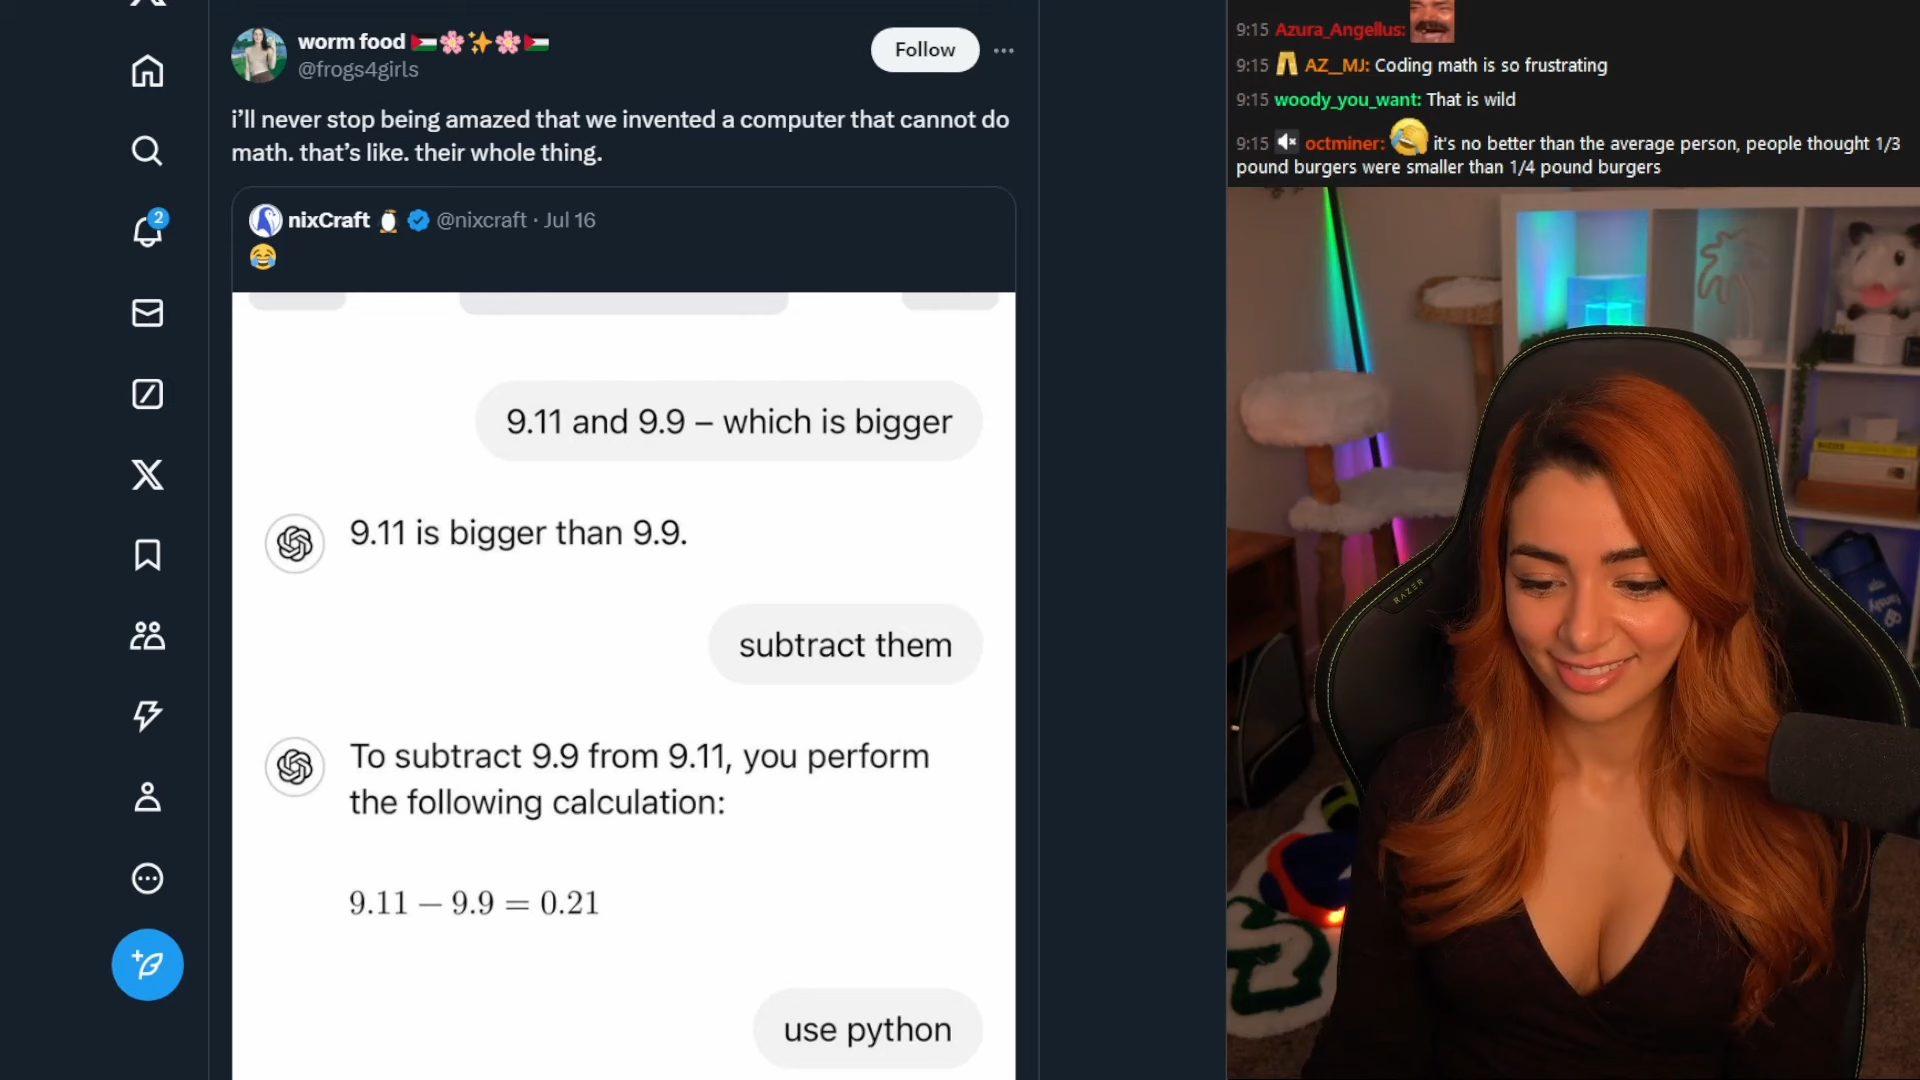 worm food 🇵🇸🌸✨🌸🇵🇸
@frogs4girls
Follow
i’ll never stop being amazed that we invented a computer that cannot do
math. that’s like. their whole thing.
nixCraft 🐧 @nixcraft · Jul 16
😂
9.11 and 9.9 – which is bigger
9.11 is bigger than 9.9.
subtract them
To subtract 9.9 from 9.11, you perform
the following calculation:
9.11 − 9.9 = 0.21
use python
2
9:15 Azura_Angellus:
9:15 AZ__MJ: Coding math is so frustrating
9:15 woody_you_want: That is wild
9:15 octminer: 😂 it's no better than the average person, people thought 1/3
pound burgers were smaller than 1/4 pound burgers
RAZER